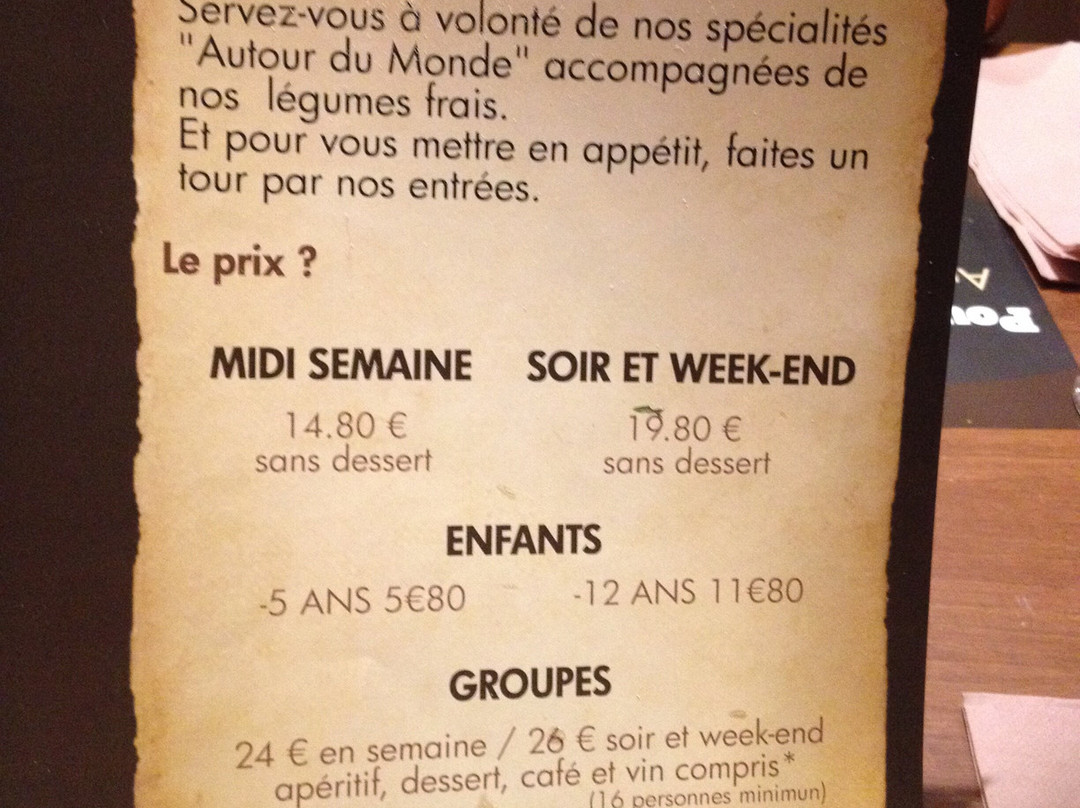 Servez-vous à volonté de nos spécialités
"Autour du Monde" accompagnées de
nos légumes frais.
Et pour vous mettre en appétit, faites un
tour par nos entrées.
Le prix ?
MIDI SEMAINE SOIR ET WEEK-END
14.80 € 19.80 €
sans dessert sans dessert
ENFANTS
-5 ANS 5€80 -12 ANS 11€80
GROUPES
24 € en semaine / 26 € soir et week-end
apéritif, dessert, café et vin compris*
(16 personnes minimun)